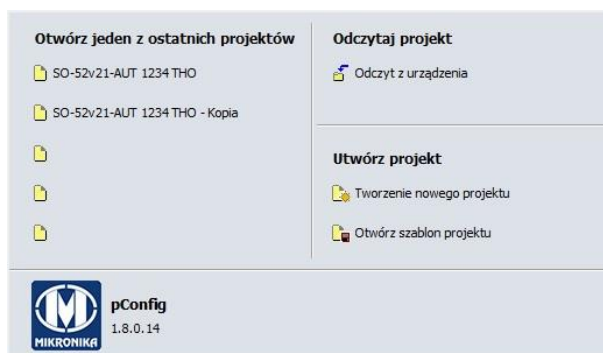 Otwórz jeden z ostatnich projektów
SO-52v21-AUT 1234 THO
SO-52v21-AUT 1234 THO - Kopia
Odczytaj projekt
Odczyt z urządzenia
Utwórz projekt
Tworzenie nowego projektu
Otwórz szablon projektu
MIKRONIKA
pConfig
1.8.0.14